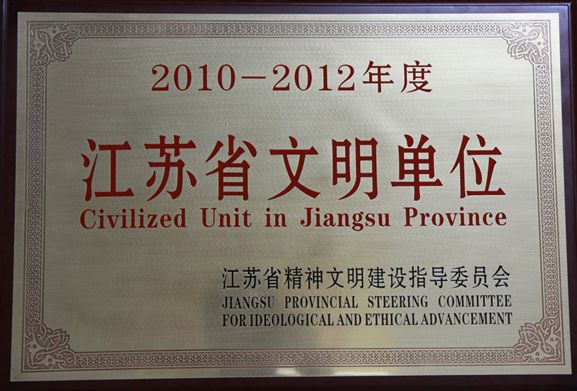 2010－2012年度
江苏省文明单位
Civilized Unit in Jiangsu Province
江苏省精神文明建设指导委员会
JIANGSU PROVINCIAL STEERING COMMITTEE
FOR IDEOLOGICAL AND ETHICAL ADVANCEMENT